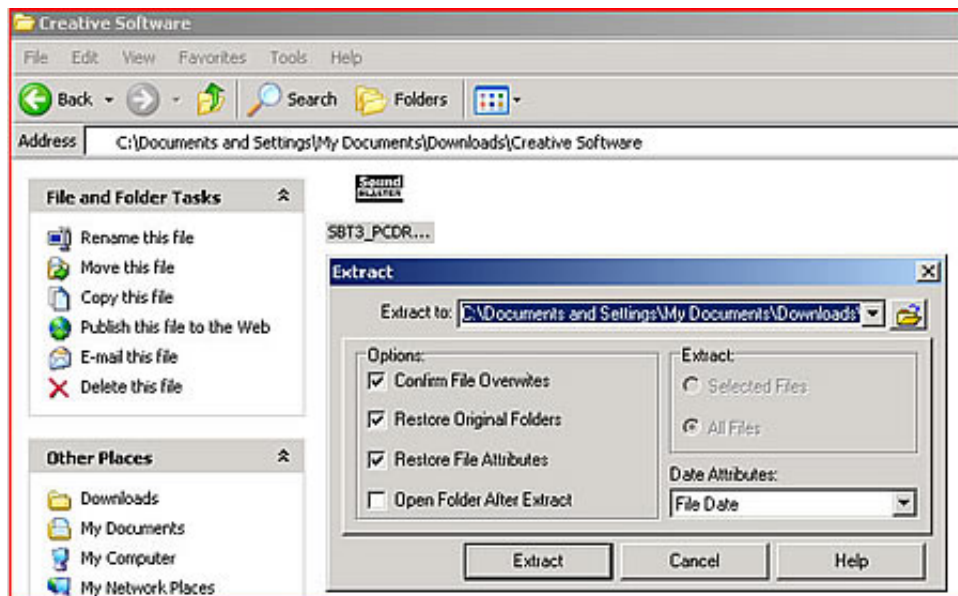 Creative Software
File Edit View Favorites Tools Help
Back Search Folders
Address C:\Documents and Settings\My Documents\Downloads\Creative Software
File and Folder Tasks
Rename this file
Move this file
Copy this file
Publish this file to the Web
E-mail this file
Delete this file
Other Places
Downloads
My Documents
My Computer
My Network Places
Sound
BLASTER
SBT3_PCDR...
Extract
Extract to: C:\Documents and Settings\My Documents\Downloads\
Options:
Confirm File Overwites
Restore Original Folders
Restore File Attributes
Open Folder After Extract
Extract:
Selected Files
All Files
Date Attributes:
File Date
Extract Cancel Help